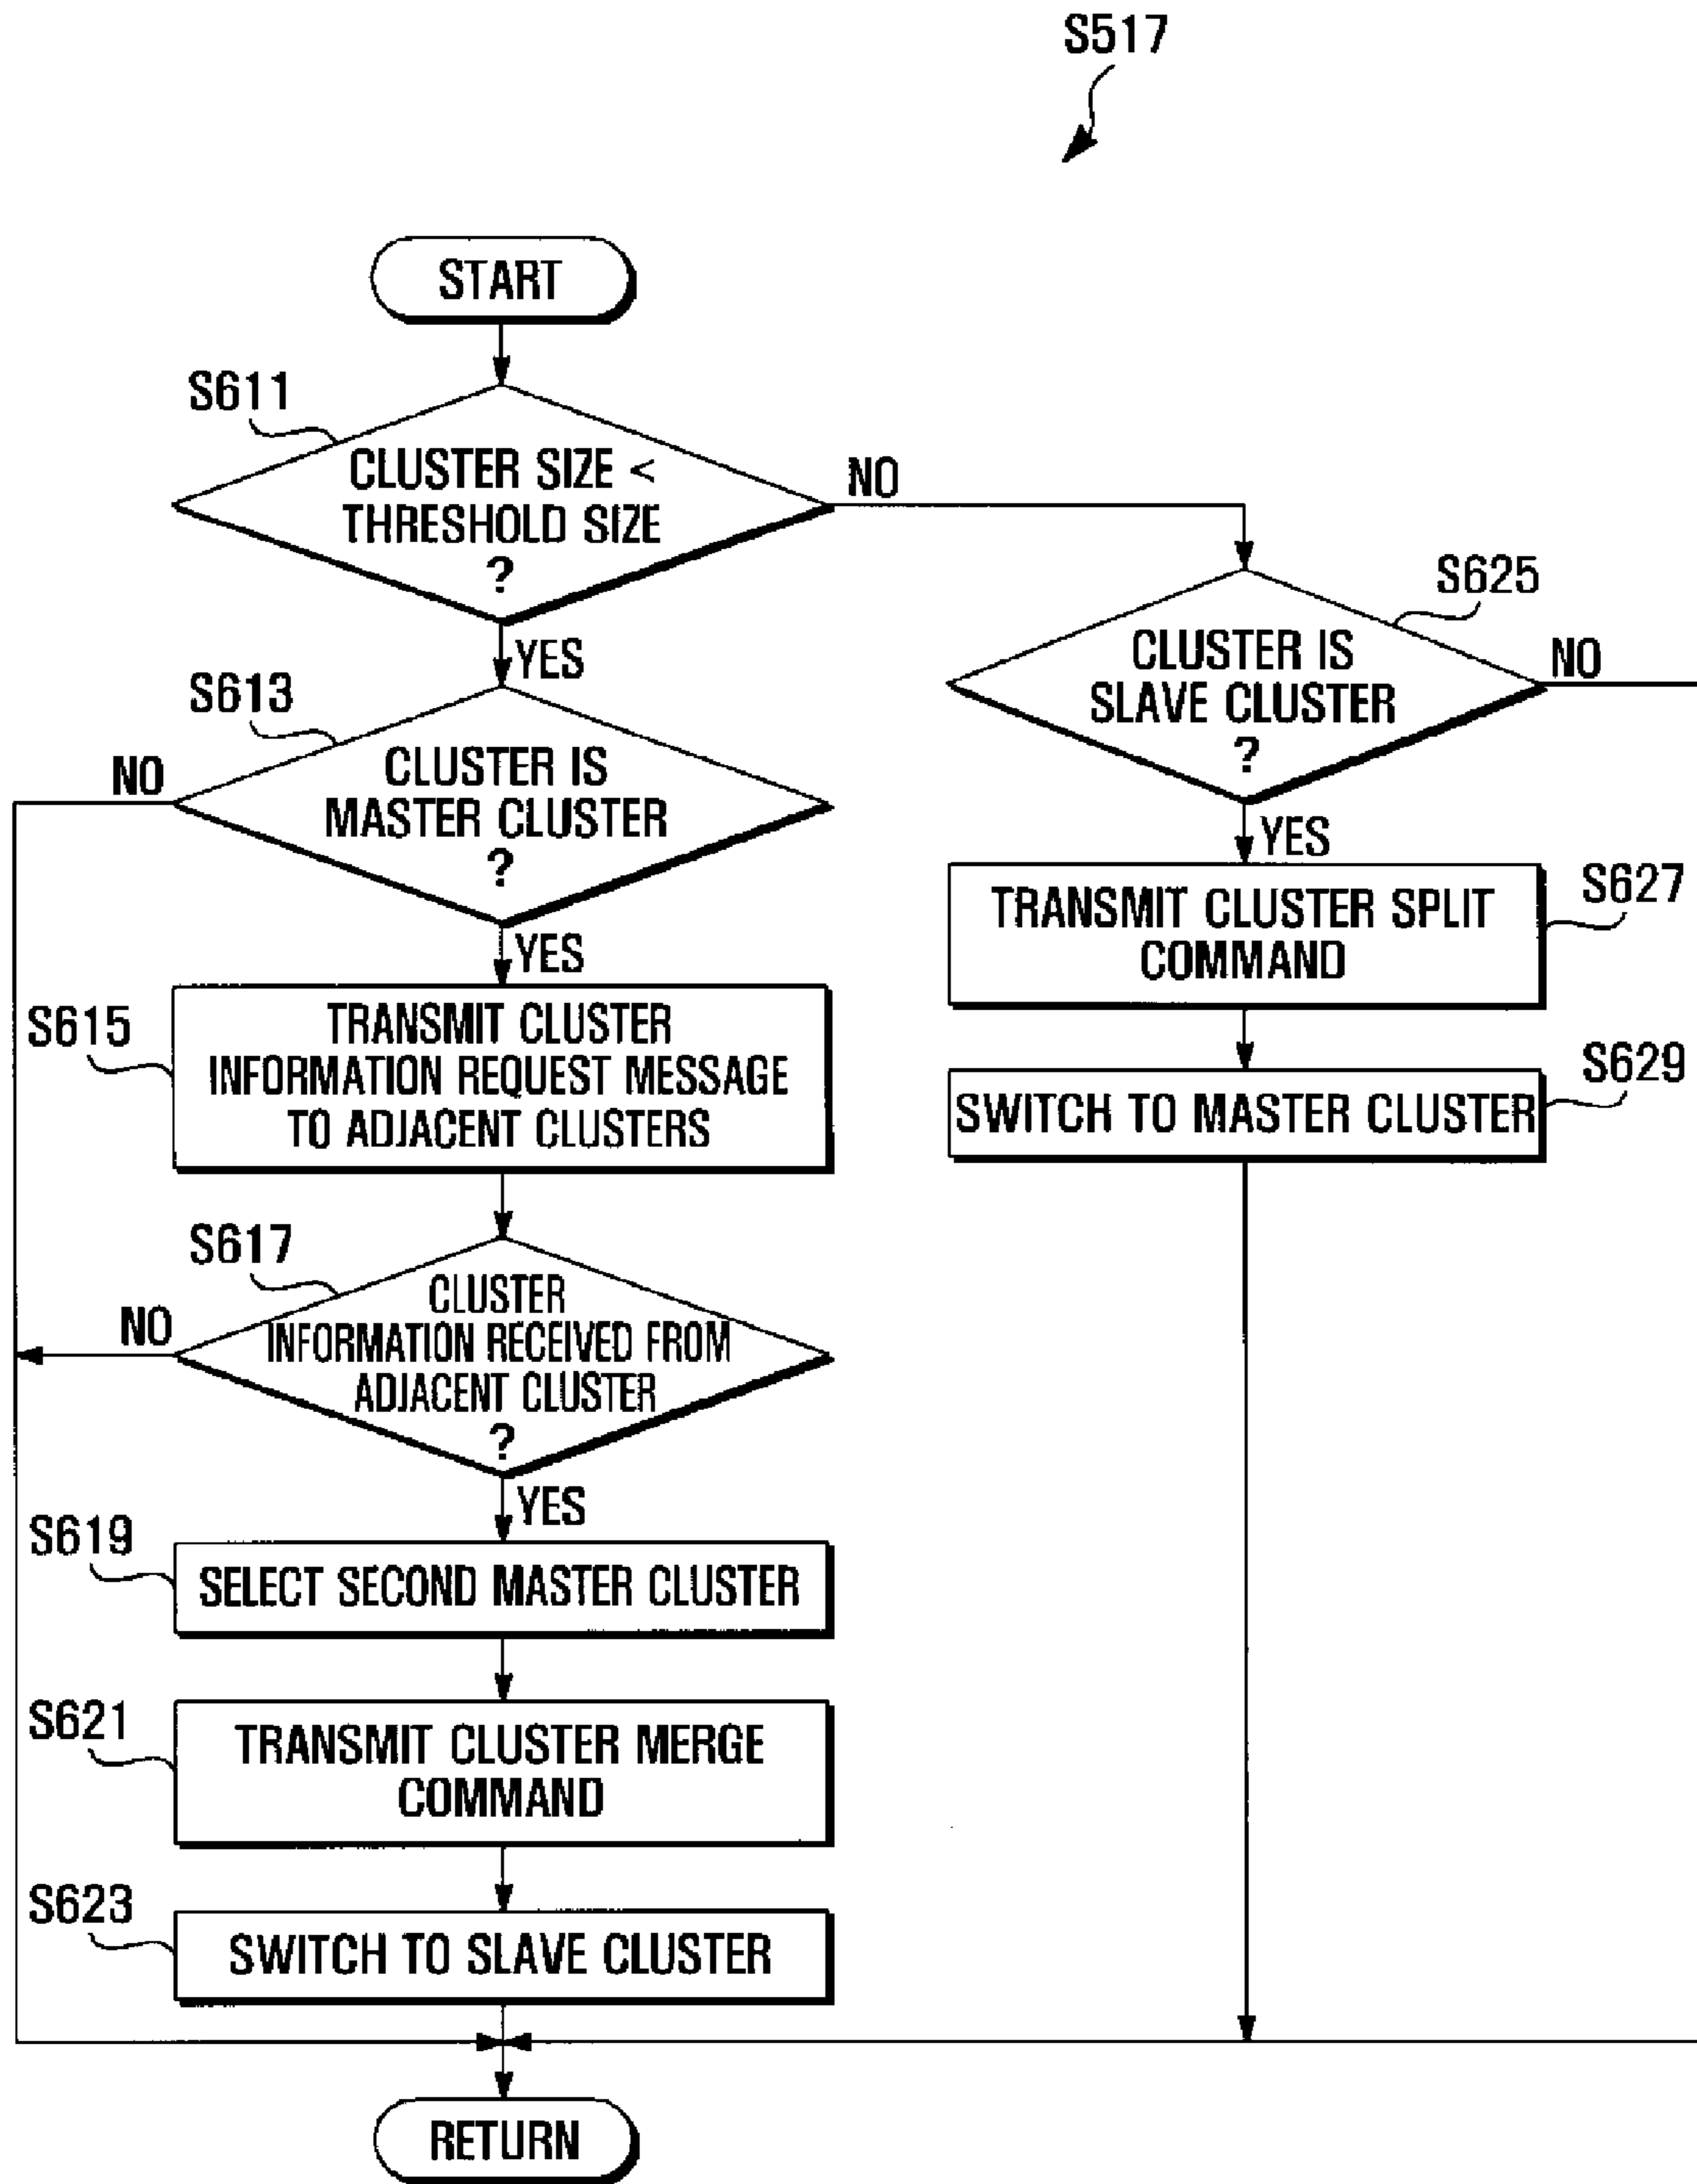 S517
START
S611
CLUSTER SIZE <
THRESHOLD SIZE
?
NO
YES
S625
CLUSTER IS
SLAVE CLUSTER
?
NO
YES
S613
CLUSTER IS
MASTER CLUSTER
?
NO
YES
S627
TRANSMIT CLUSTER SPLIT
COMMAND
S615
TRANSMIT CLUSTER
INFORMATION REQUEST MESSAGE
TO ADJACENT CLUSTERS
S629
SWITCH TO MASTER CLUSTER
S617
CLUSTER
INFORMATION RECEIVED FROM
ADJACENT CLUSTER
?
NO
YES
S619
SELECT SECOND MASTER CLUSTER
S621
TRANSMIT CLUSTER MERGE
COMMAND
S623
SWITCH TO SLAVE CLUSTER
RETURN